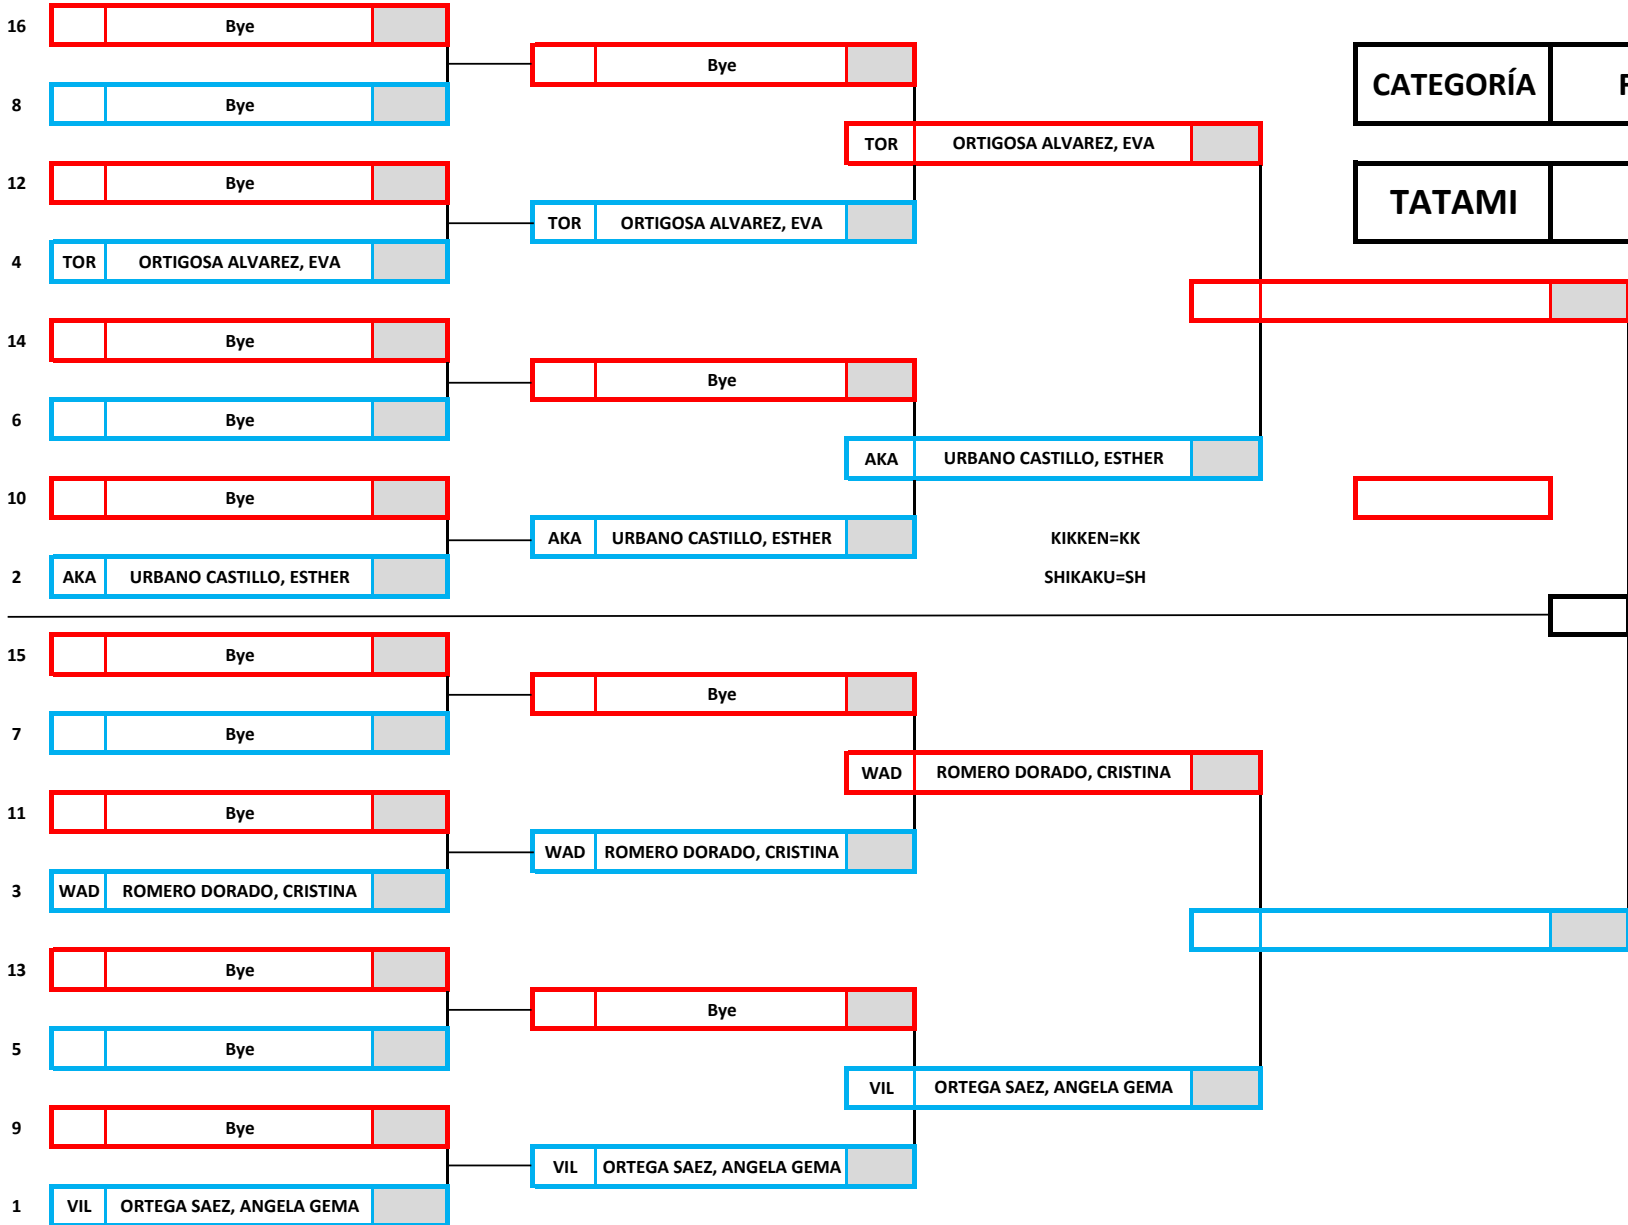 16 Bye
Bye
CATEGORÍA F
8 Bye
TOR ORTIGOSA ALVAREZ, EVA
12 Bye
TATAMI
TOR ORTIGOSA ALVAREZ, EVA
4 TOR ORTIGOSA ALVAREZ, EVA
14 Bye
Bye
6 Bye
AKA URBANO CASTILLO, ESTHER
10 Bye
AKA URBANO CASTILLO, ESTHER
KIKKEN=KK
2 AKA URBANO CASTILLO, ESTHER
SHIKAKU=SH
15 Bye
Bye
7 Bye
WAD ROMERO DORADO, CRISTINA
11 Bye
WAD ROMERO DORADO, CRISTINA
3 WAD ROMERO DORADO, CRISTINA
13 Bye
Bye
5 Bye
VIL ORTEGA SAEZ, ANGELA GEMA
9 Bye
VIL ORTEGA SAEZ, ANGELA GEMA
1 VIL ORTEGA SAEZ, ANGELA GEMA